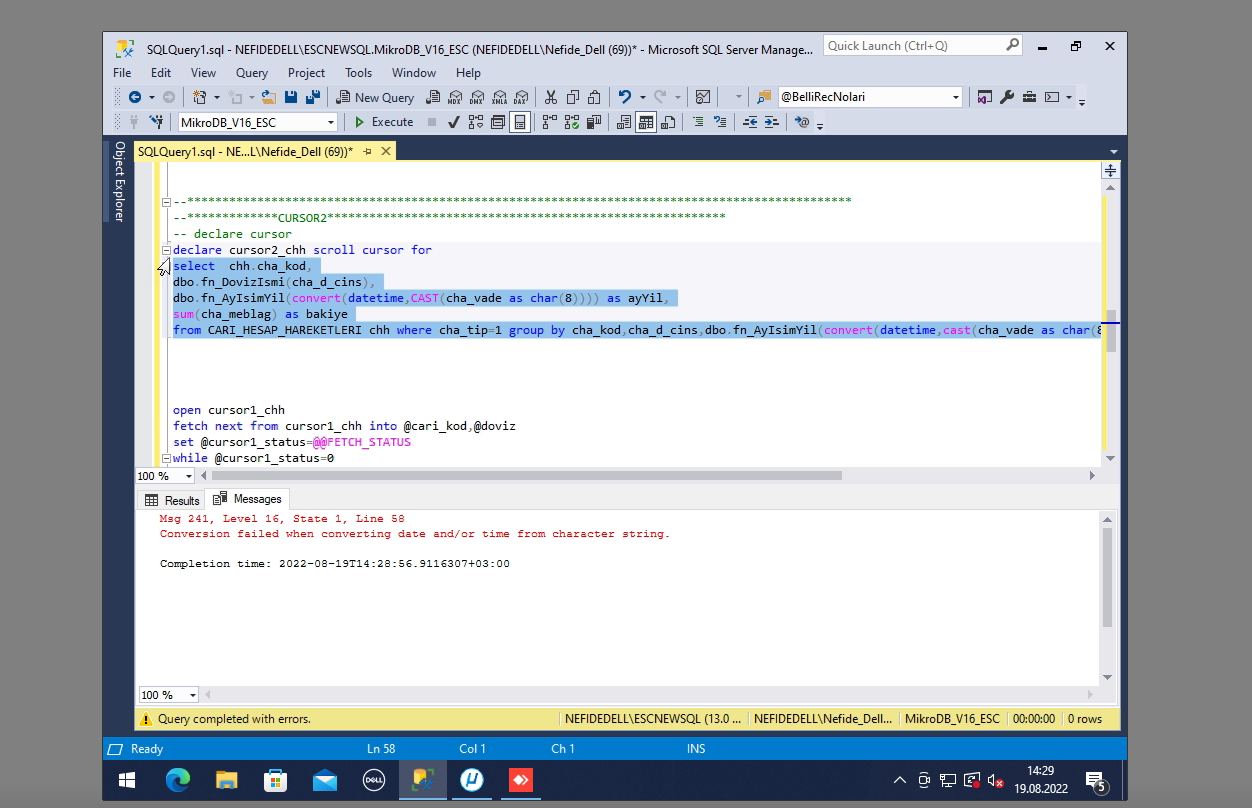 SQLQuery1.sql - NEFIDEDELL\ESCNEWSQL.MikroDB_V16_ESC (NEFIDEDELL\Nefide_Dell (69))* - Microsoft SQL Server Manage...
Quick Launch (Ctrl+Q)
File Edit View Query Project Tools Window Help
New Query
MDX
DMX
XMLA
DAX
@BelliRecNolari
MikroDB_V16_ESC
Execute
Object Explorer
SQLQuery1.sql - NE...L\Nefide_Dell (69))*
--***********************************************************************************************
--*************CURSOR2*********************************************************
-- declare cursor
declare cursor2_chh scroll cursor for
select  chh.cha_kod,
dbo.fn_DovizIsmi(cha_d_cins),
dbo.fn_AyIsimYil(convert(datetime,CAST(cha_vade as char(8)))) as ayYil,
sum(cha_meblag) as bakiye
from CARI_HESAP_HAREKETLERI chh where cha_tip=1 group by cha_kod,cha_d_cins,dbo.fn_AyIsimYil(convert(datetime,cast(cha_vade as char(8
open cursor1_chh
fetch next from cursor1_chh into @cari_kod,@doviz
set @cursor1_status=@@FETCH_STATUS
while @cursor1_status=0
100 %
Results Messages
Msg 241, Level 16, State 1, Line 58
Conversion failed when converting date and/or time from character string.
Completion time: 2022-08-19T14:28:56.9116307+03:00
100 %
Query completed with errors. NEFIDEDELL\ESCNEWSQL (13.0 ... NEFIDEDELL\Nefide_Dell... MikroDB_V16_ESC 00:00:00 0 rows
Ready Ln 58 Col 1 Ch 1 INS
DELL
14:29
19.08.2022
5